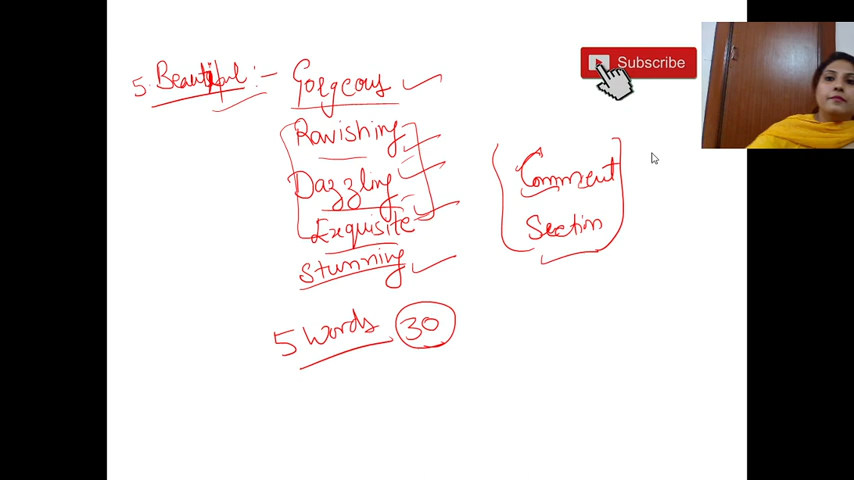 5. Beautiful :- Gorgeous
Ravishing
Dazzling
Exquisite
Stunning
5 words 30
Subscribe
Comment
Section